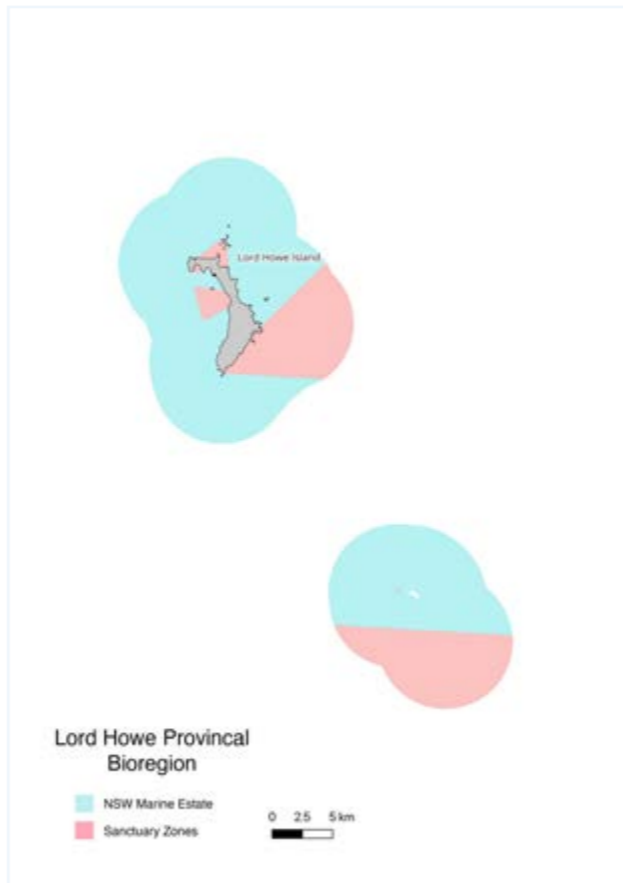 Lord Howe Island
Lord Howe Provincal
Bioregion
NSW Marine Estate
Sanctuary Zones
0 2.5 5 km